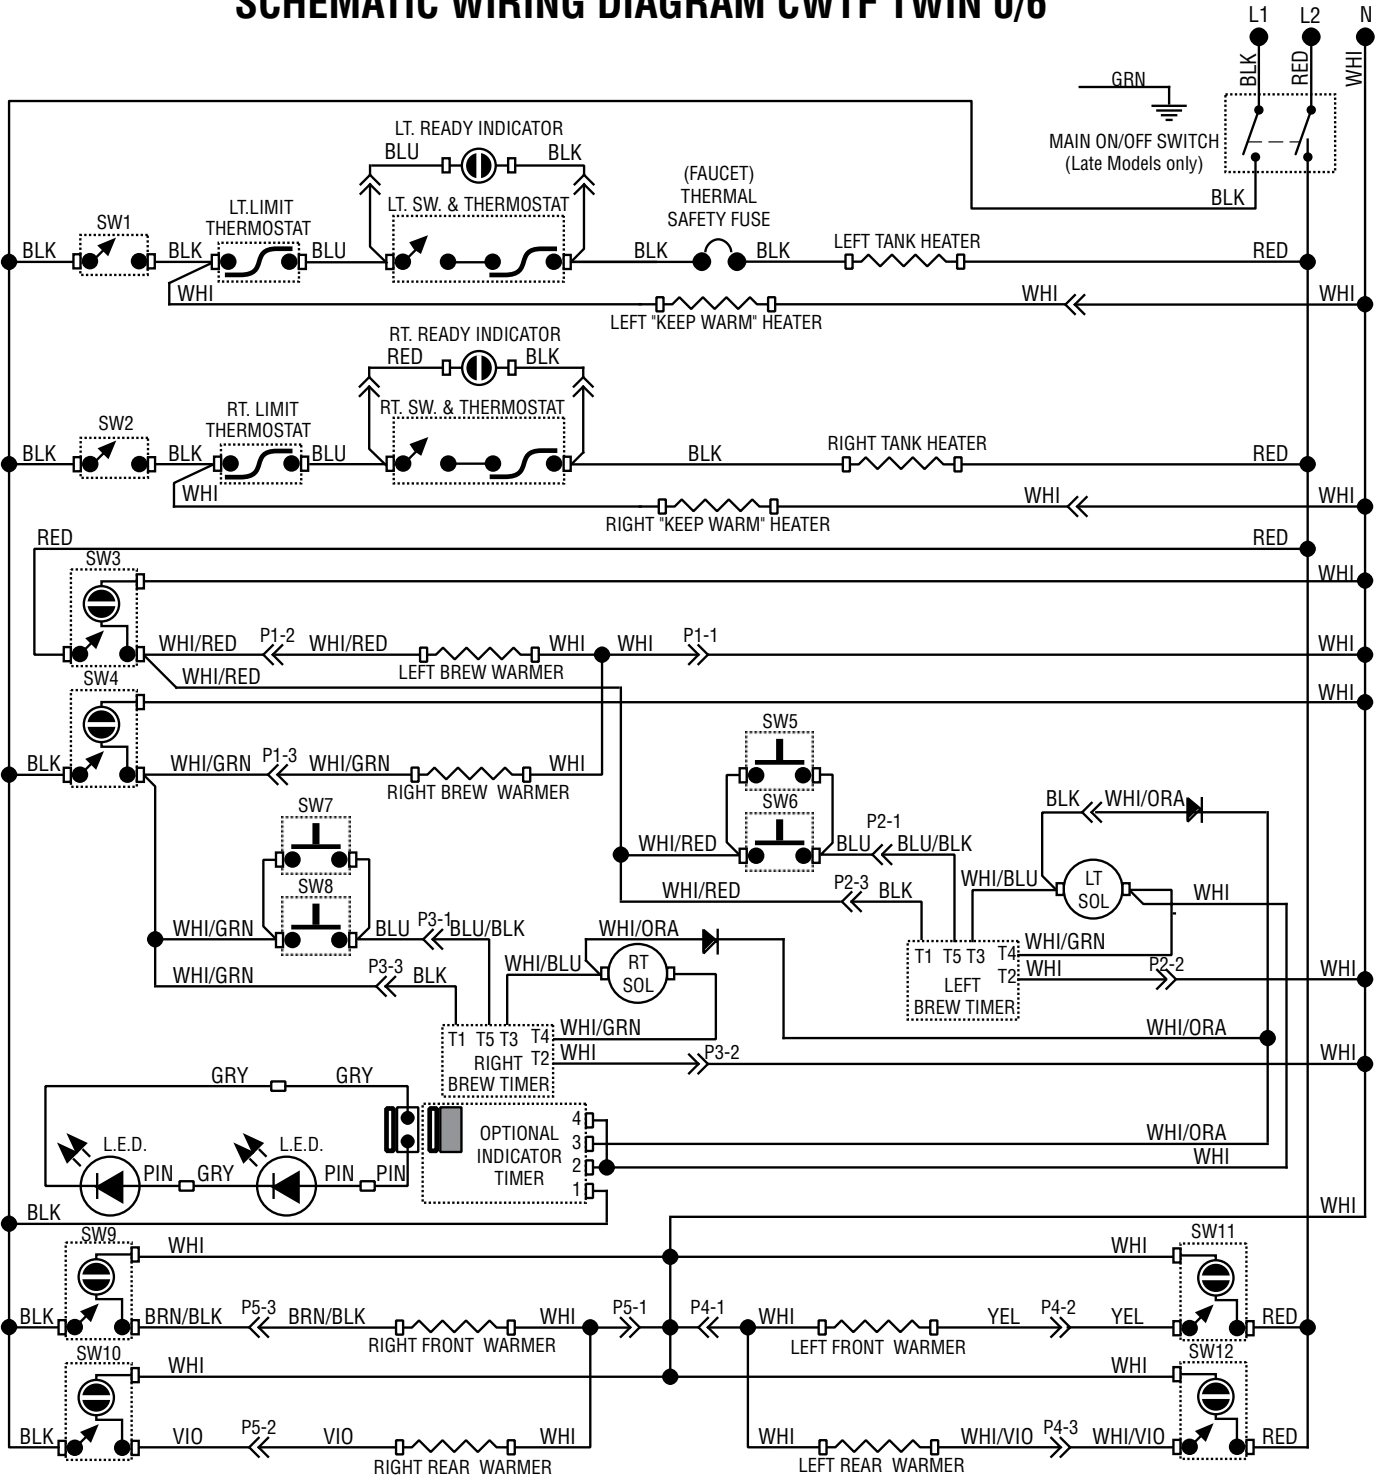 SCHEMATIC WIRING DIAGRAM CWTF TWIN 0/6
L1 L2 N
BLK RED WHI
GRN
MAIN ON/OFF SWITCH
(Late Models only)
BLK
LT. READY INDICATOR
BLU BLK
(FAUCET)
THERMAL
SAFETY FUSE
LT. SW. & THERMOSTAT
SW1
LT.LIMIT
THERMOSTAT
BLK BLK BLU BLK BLK
LEFT TANK HEATER
RED
WHI WHI WHI
LEFT "KEEP WARM" HEATER
RT. READY INDICATOR
RED BLK
RT. SW. & THERMOSTAT
SW2
RT. LIMIT
THERMOSTAT
BLK BLK BLU BLK
RIGHT TANK HEATER
RED
WHI WHI WHI
RIGHT "KEEP WARM" HEATER
RED RED
SW3
WHI
WHI/RED P1-2 WHI/RED WHI WHI P1-1 WHI
LEFT BREW WARMER
WHI/RED
SW4
WHI
BLK WHI/GRN P1-3 WHI/GRN WHI
RIGHT BREW WARMER
SW5
SW6
WHI/RED BLU P2-1 BLU/BLK
WHI/RED P2-3 BLK
BLK WHI/ORA
WHI/BLU
LT
SOL
WHI
WHI/GRN
T1 T5 T3 T4
T2 WHI P2-2 WHI
LEFT
BREW TIMER
SW7
SW8
WHI/GRN BLU P3-1 BLU/BLK
WHI/GRN P3-3 BLK
WHI/ORA
WHI/BLU
RT
SOL
WHI/GRN
WHI/ORA
T1 T5 T3 T4
T2 WHI P3-2 WHI
RIGHT
BREW TIMER
GRY GRY
L.E.D. L.E.D.
PIN GRY PIN PIN
OPTIONAL
INDICATOR
TIMER
4
3
2
1
WHI/ORA
WHI
BLK WHI
SW9
WHI WHI
SW11
BLK BRN/BLK P5-3 BRN/BLK WHI P5-1 P4-1 WHI YEL P4-2 YEL RED
RIGHT FRONT WARMER
LEFT FRONT WARMER
SW10
WHI WHI
SW12
BLK VIO P5-2 VIO WHI WHI WHI/VIO P4-3 WHI/VIO RED
RIGHT REAR WARMER
LEFT REAR WARMER